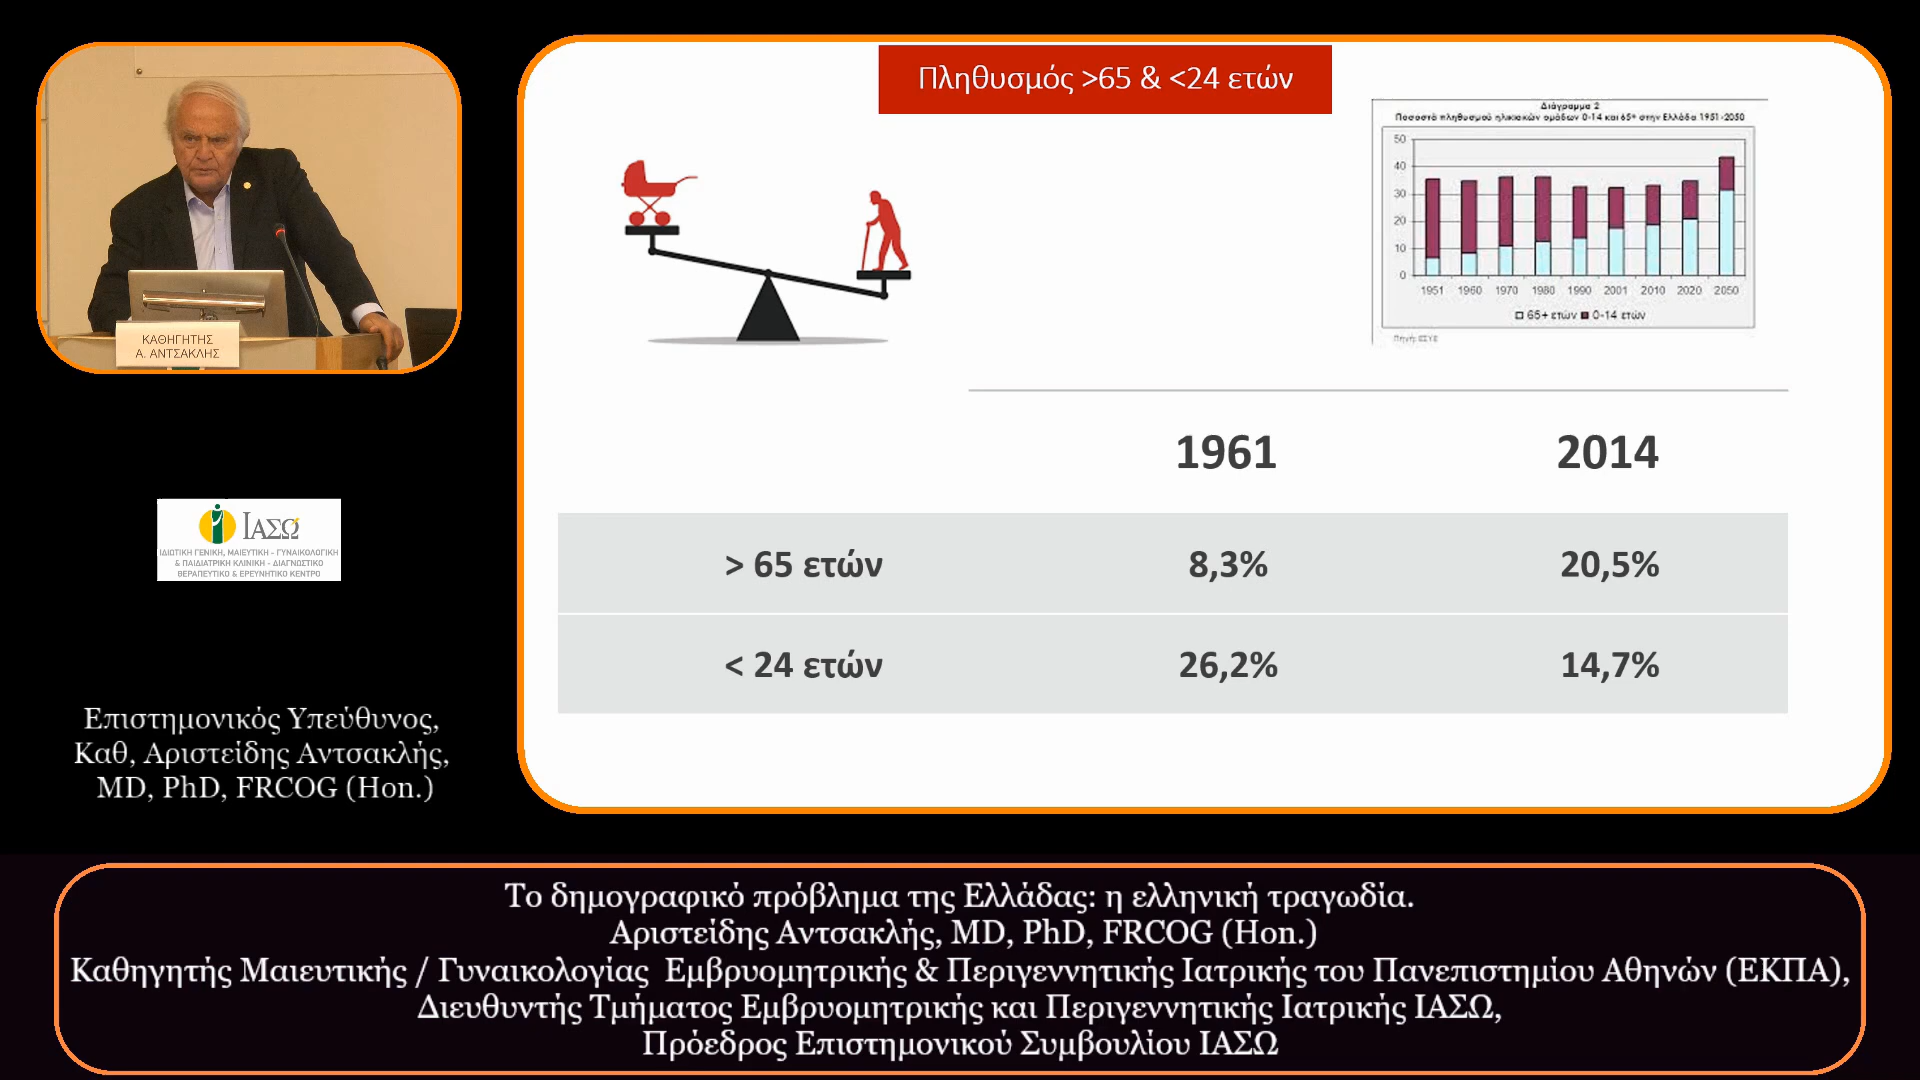 Πληθυσμός >65 & <24 ετών
Διάγραμμα 2
Ποσοστά πληθυσμού ηλικιακών ομάδων 0-14 και 65+ στην Ελλάδα 1951-2050
50
40
30
20
10
0
1951 1960 1970 1980 1990 2001 2010 2020 2050
65+ ετών 0-14 ετών
Πηγή: ΕΣΥΕ
ΚΑΘΗΓΗΤΗΣ
Α. ΑΝΤΣΑΚΛΗΣ
1961 2014
> 65 ετών 8,3% 20,5%
< 24 ετών 26,2% 14,7%
ΙΑΣΩ
ΙΔΙΩΤΙΚΗ ΓΕΝΙΚΗ, ΜΑΙΕΥΤΙΚΗ - ΓΥΝΑΙΚΟΛΟΓΙΚΗ
& ΠΑΙΔΙΑΤΡΙΚΗ ΚΛΙΝΙΚΗ - ΔΙΑΓΝΩΣΤΙΚΟ
ΘΕΡΑΠΕΥΤΙΚΟ & ΕΡΕΥΝΗΤΙΚΟ ΚΕΝΤΡΟ
Επιστημονικός Υπεύθυνος,
Καθ, Αριστείδης Αντσακλής,
MD, PhD, FRCOG (Hon.)
Το δημογραφικό πρόβλημα της Ελλάδας: η ελληνική τραγωδία.
Αριστείδης Αντσακλής, MD, PhD, FRCOG (Hon.)
Καθηγητής Μαιευτικής / Γυναικολογίας Εμβρυομητρικής & Περιγεννητικής Ιατρικής του Πανεπιστημίου Αθηνών (ΕΚΠΑ),
Διευθυντής Τμήματος Εμβρυομητρικής και Περιγεννητικής Ιατρικής ΙΑΣΩ,
Πρόεδρος Επιστημονικού Συμβουλίου ΙΑΣΩ